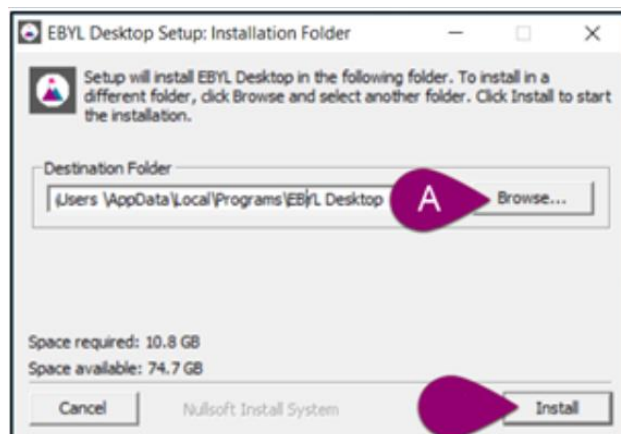 EBYL Desktop Setup: Installation Folder
Setup will install EBYL Desktop in the following folder. To install in a
different folder, click Browse and select another folder. Click Install to start
the installation.
Destination Folder
\Users \AppData\Local\Programs\EBYL Desktop
A
Browse...
Space required: 10.8 GB
Space available: 74.7 GB
Cancel
Nullsoft Install System
Install